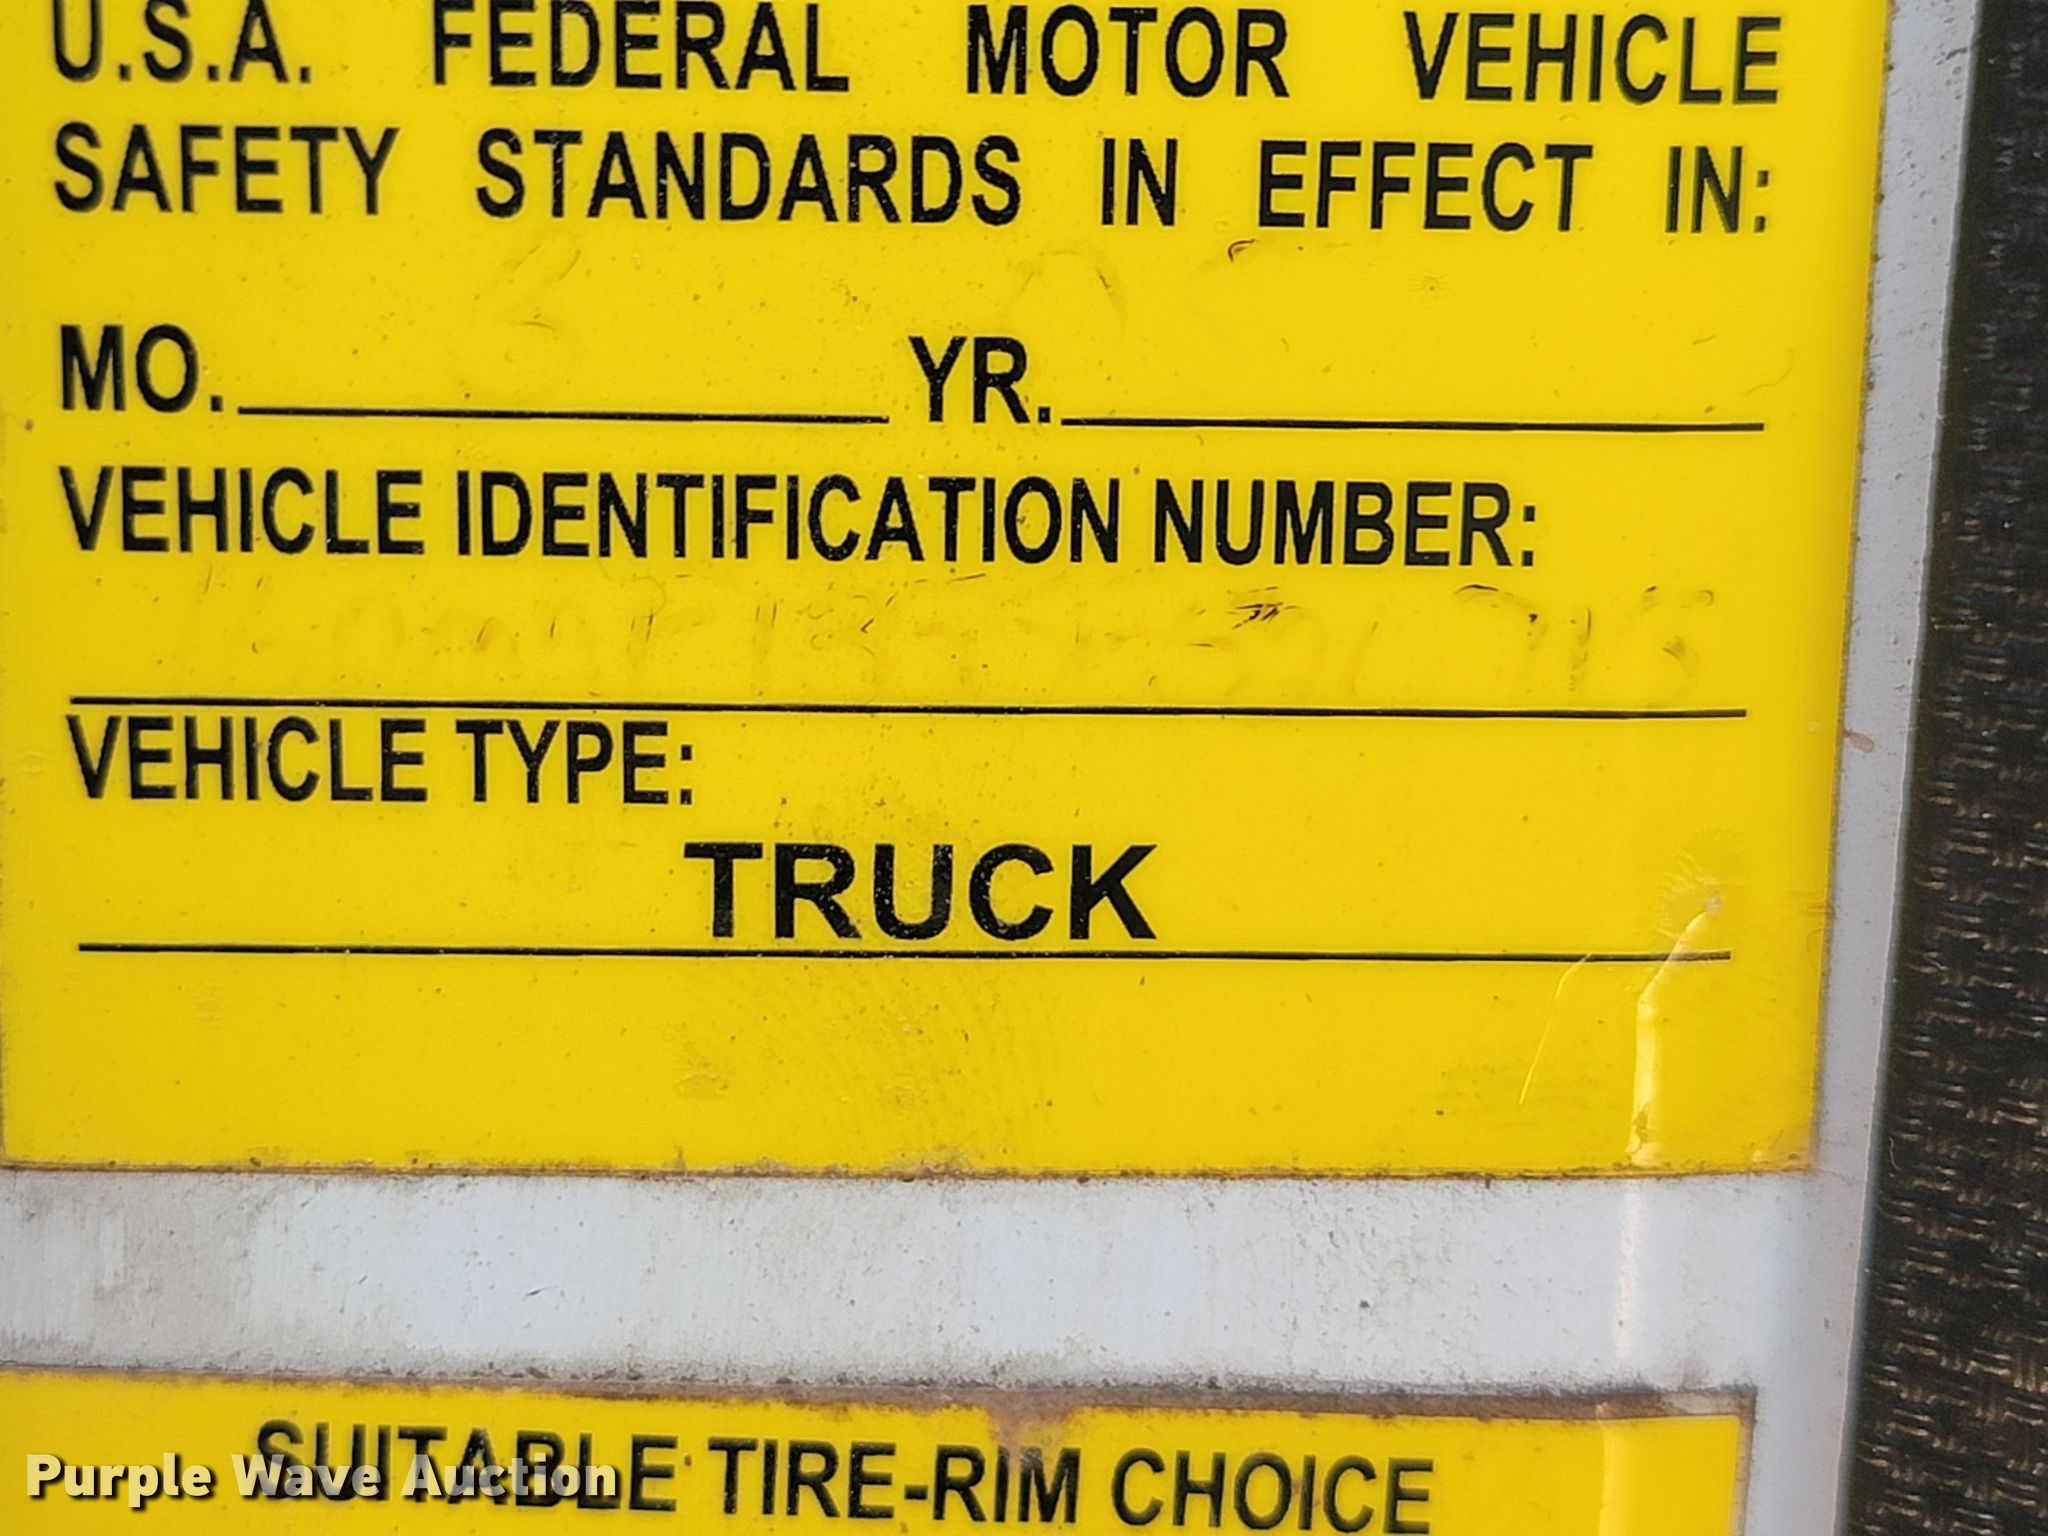 U.S.A. FEDERAL MOTOR VEHICLE
SAFETY STANDARDS IN EFFECT IN:
MO. YR.
VEHICLE IDENTIFICATION NUMBER:
VEHICLE TYPE:
TRUCK
SUITABLE TIRE-RIM CHOICE
Purple Wave Auction